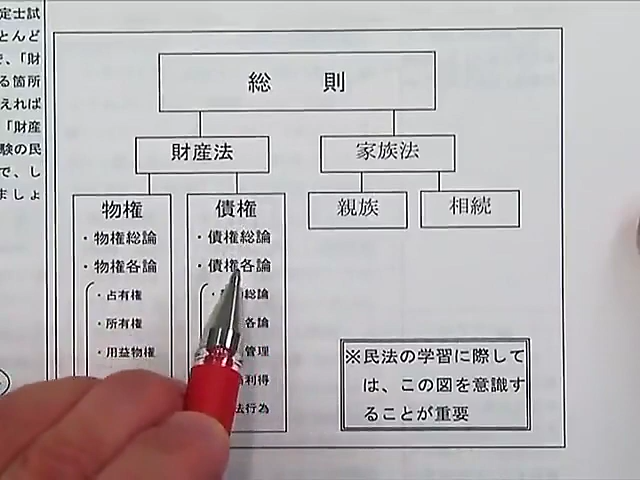 定士試
とんど
で、「財
る箇所
えれば
「財産
験の民
で、し
ましょ
総 則
財産法
家族法
物権
・物権総論
・物権各論
・占有権
・所有権
・用益物権
債権
・債権総論
・債権各論
総論
各論
管理
利得
法行為
親族
相続
※民法の学習に際して
は、この図を意識す
ることが重要